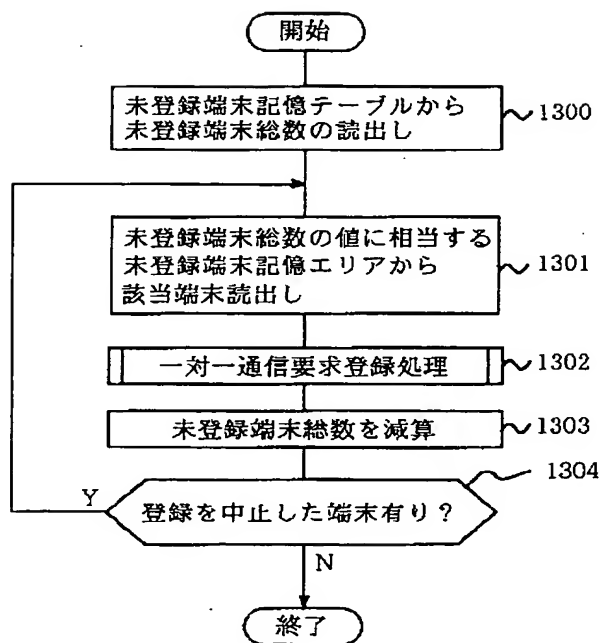 開始
未登録端末記憶テーブルから
未登録端末総数の読出し
1300
未登録端末総数の値に相当する
未登録端末記憶エリアから
該当端末読出し
1301
一対一通信要求登録処理
1302
未登録端末総数を減算
1303
1304
登録を中止した端末有り？
Y
N
終了